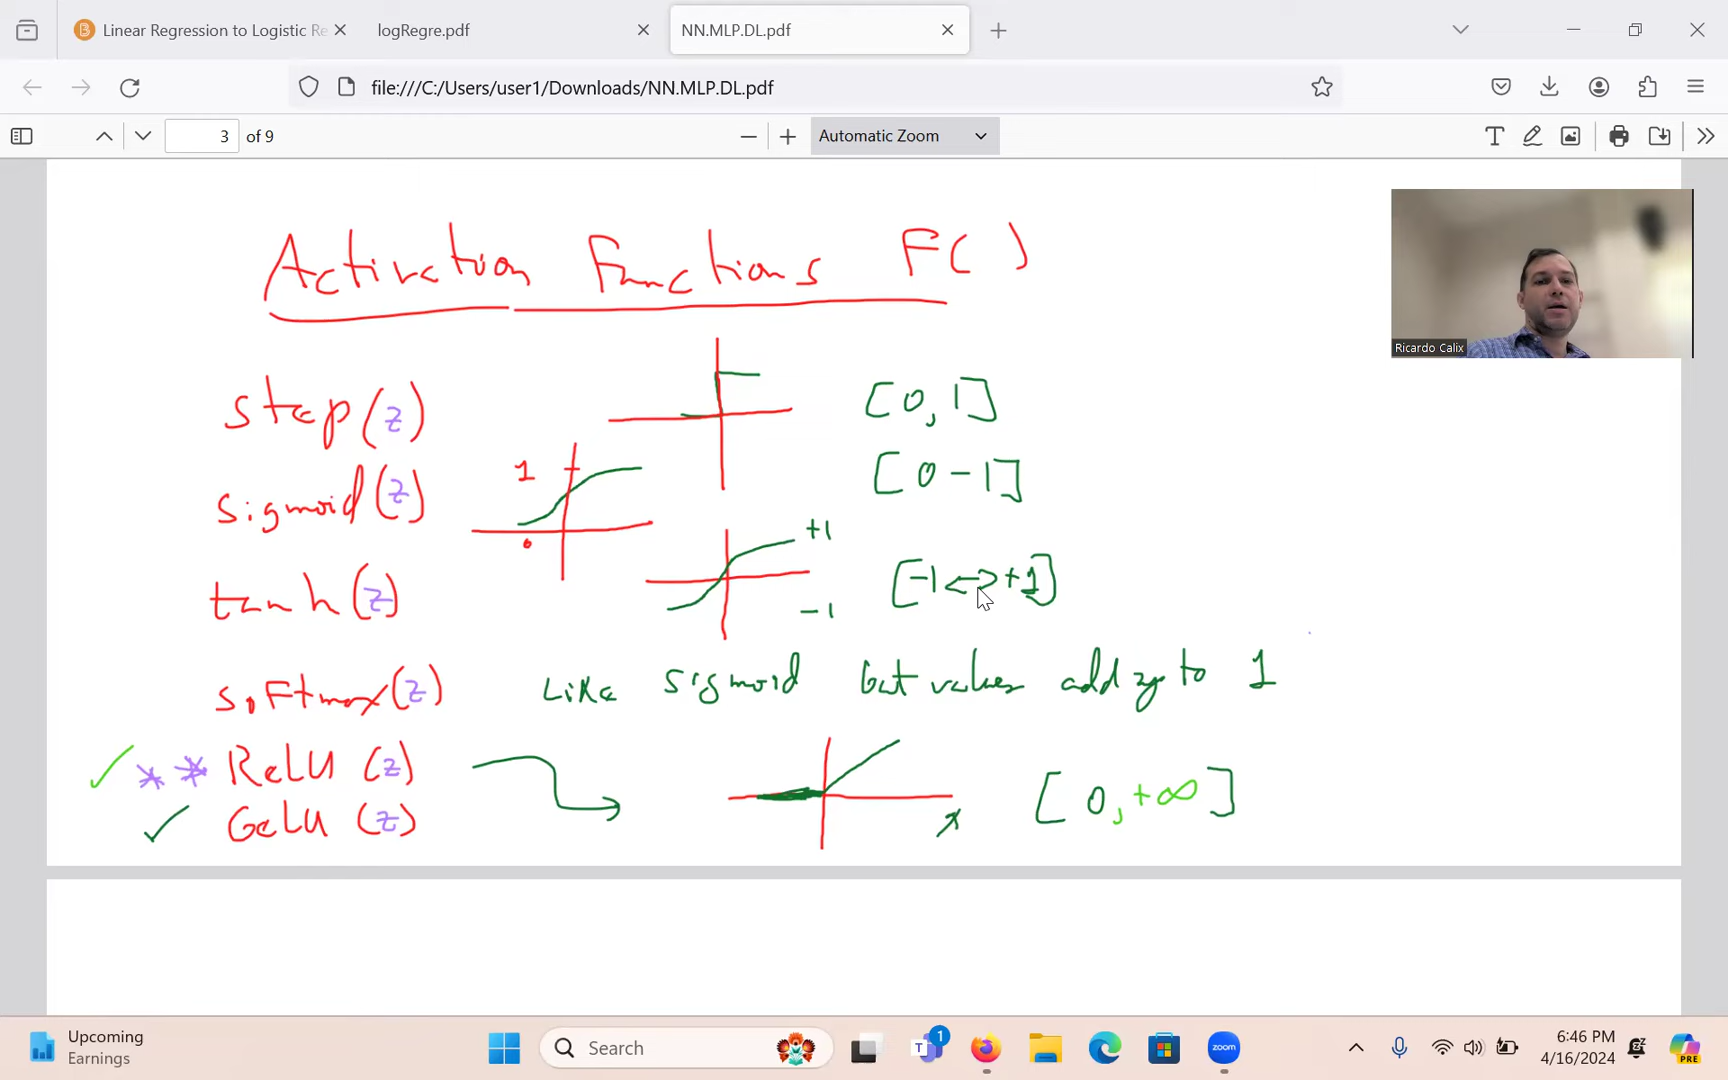 Linear Regression to Logistic Re
logRegre.pdf
NN.MLP.DL.pdf
file:///C:/Users/user1/Downloads/NN.MLP.DL.pdf
3 of 9
Automatic Zoom
Activation Functions F( )
Ricardo Calix
step(z) [0, 1]
sigmoid(z) 1 0 [0 - 1]
tanh(z) +1 -1 [-1 <-> +1]
softmax(z) Like sigmoid but values add up to 1
** ReLU (z) [0, +∞]
GeLU (z)
Upcoming
Earnings
Search
T
1
zoom
6:46 PM
4/16/2024
PRE